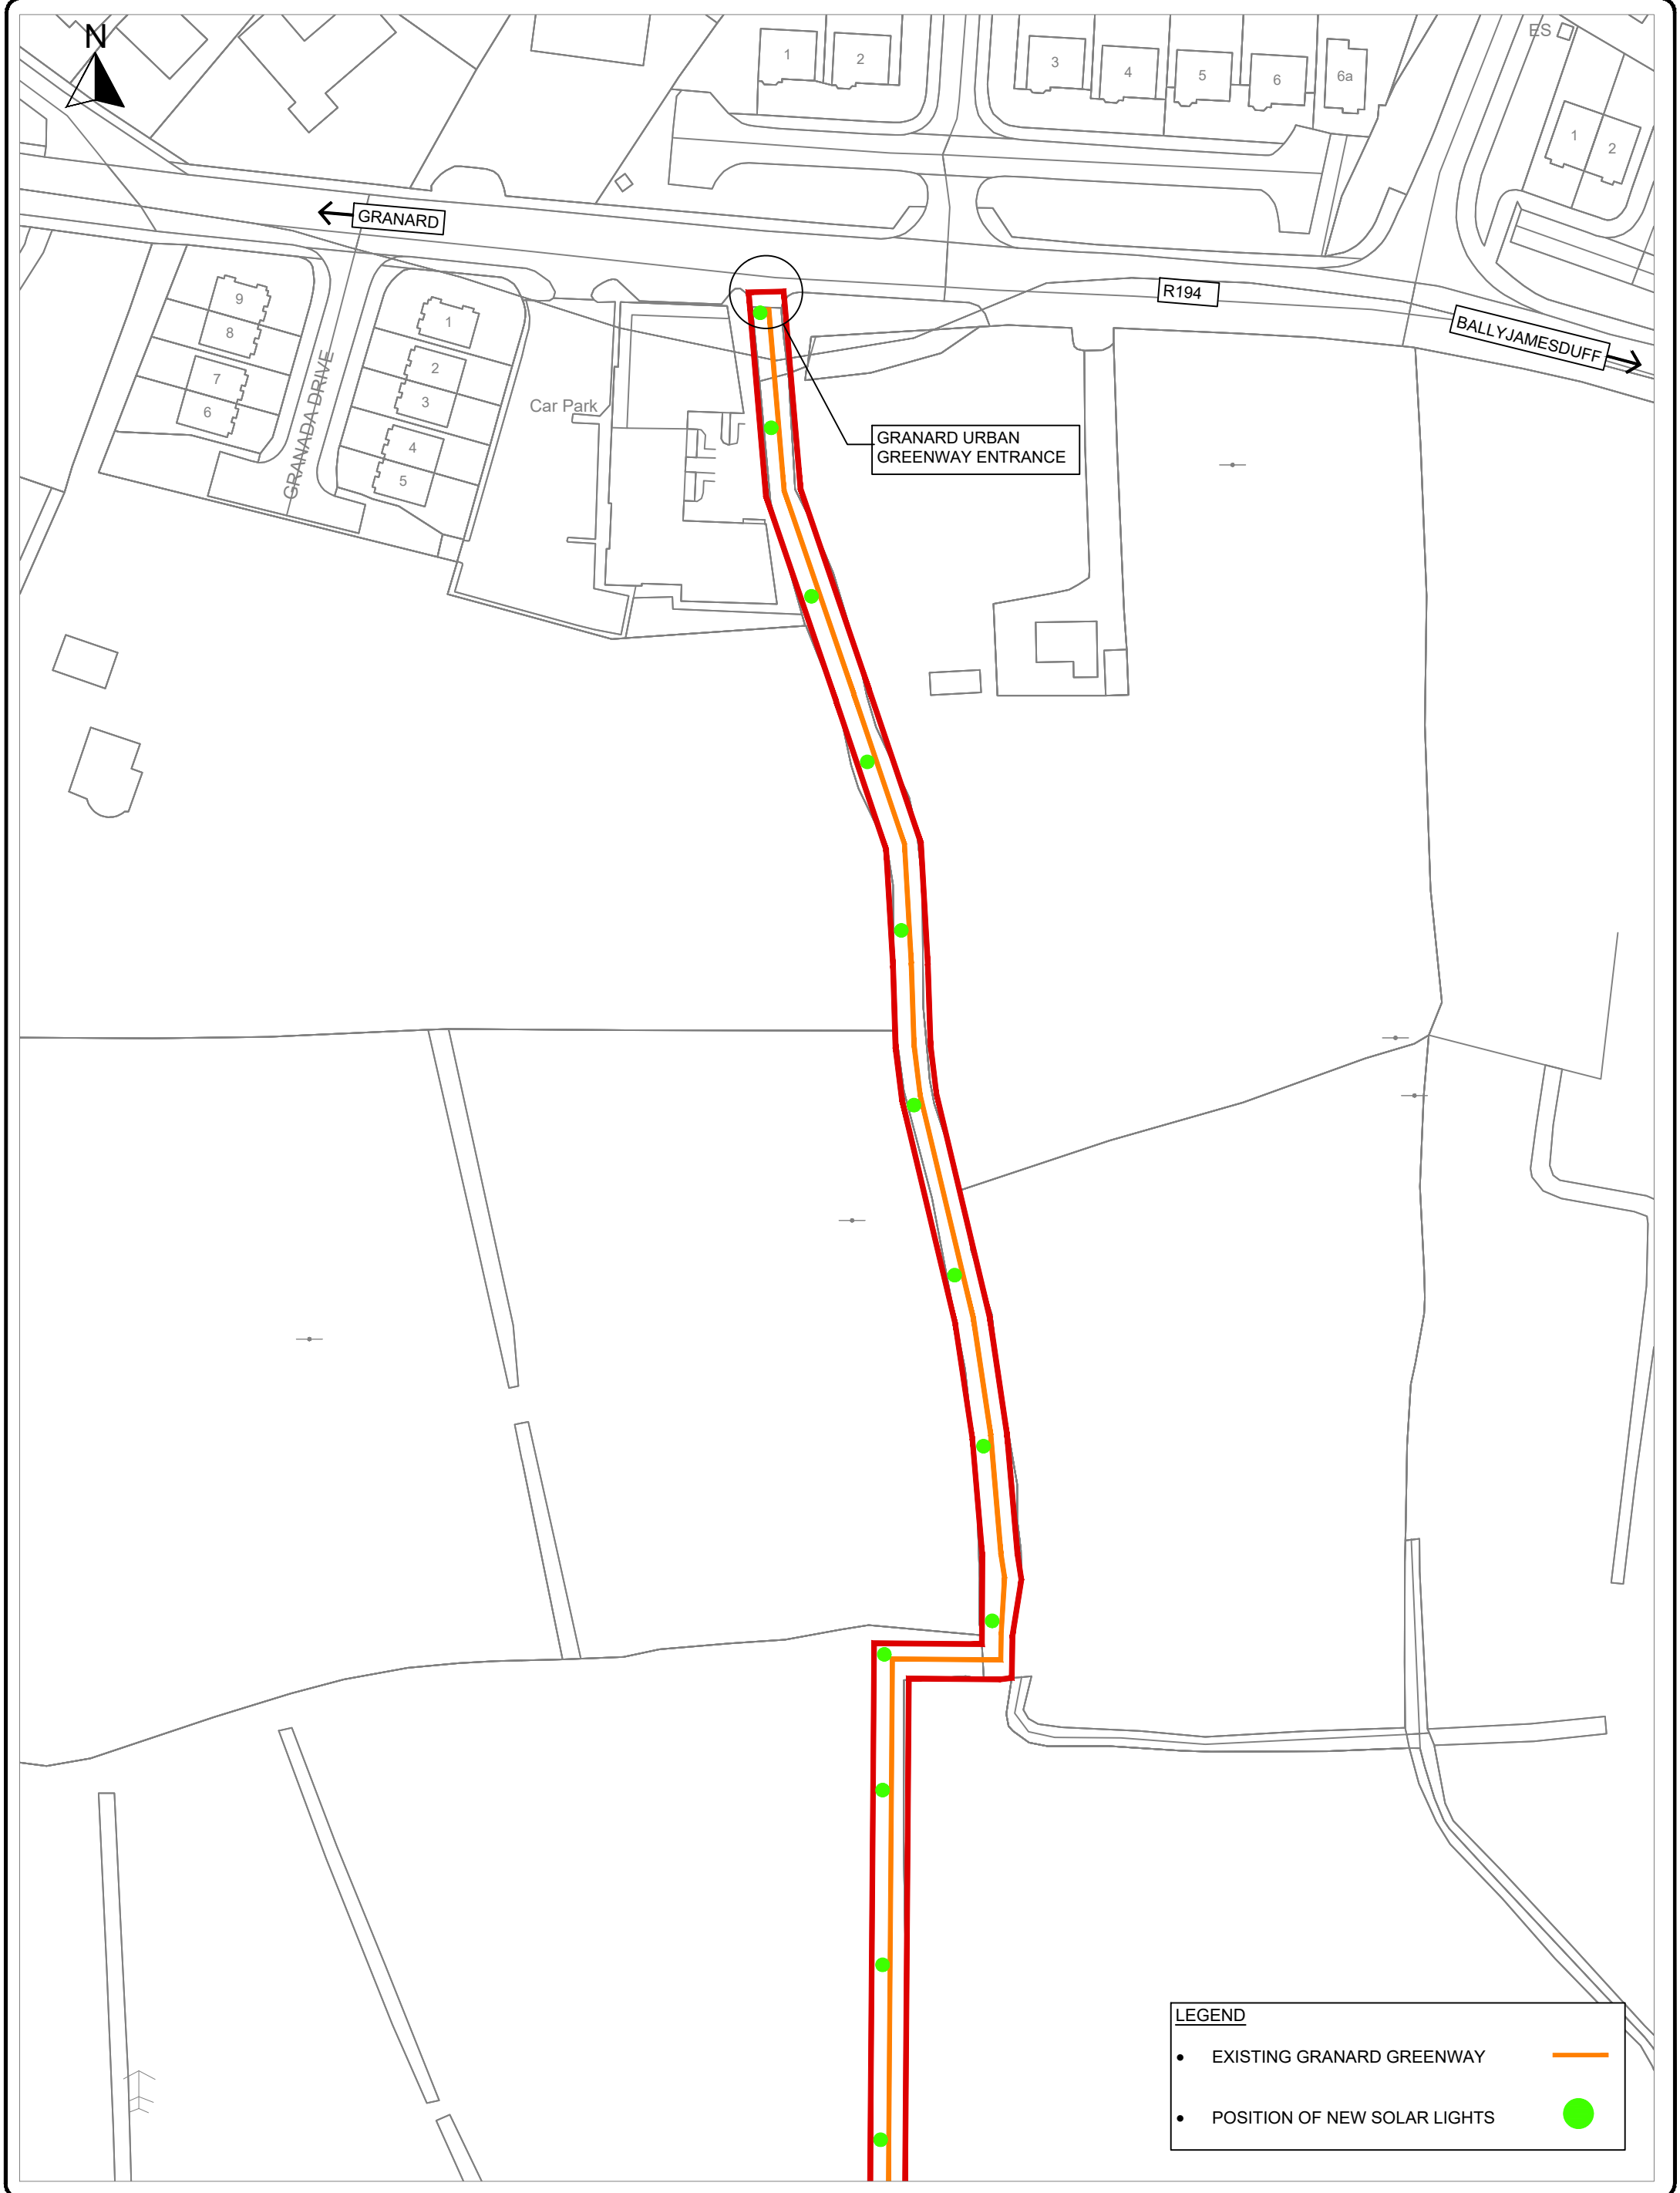 N
ES
1
2
3
4
5
6
6a
1
2
GRANARD
R194
BALLYJAMESDUFF
9
8
7
6
GRANADA DRIVE
1
2
3
4
5
Car Park
GRANARD URBAN
GREENWAY ENTRANCE
LEGEND
• EXISTING GRANARD GREENWAY
• POSITION OF NEW SOLAR LIGHTS